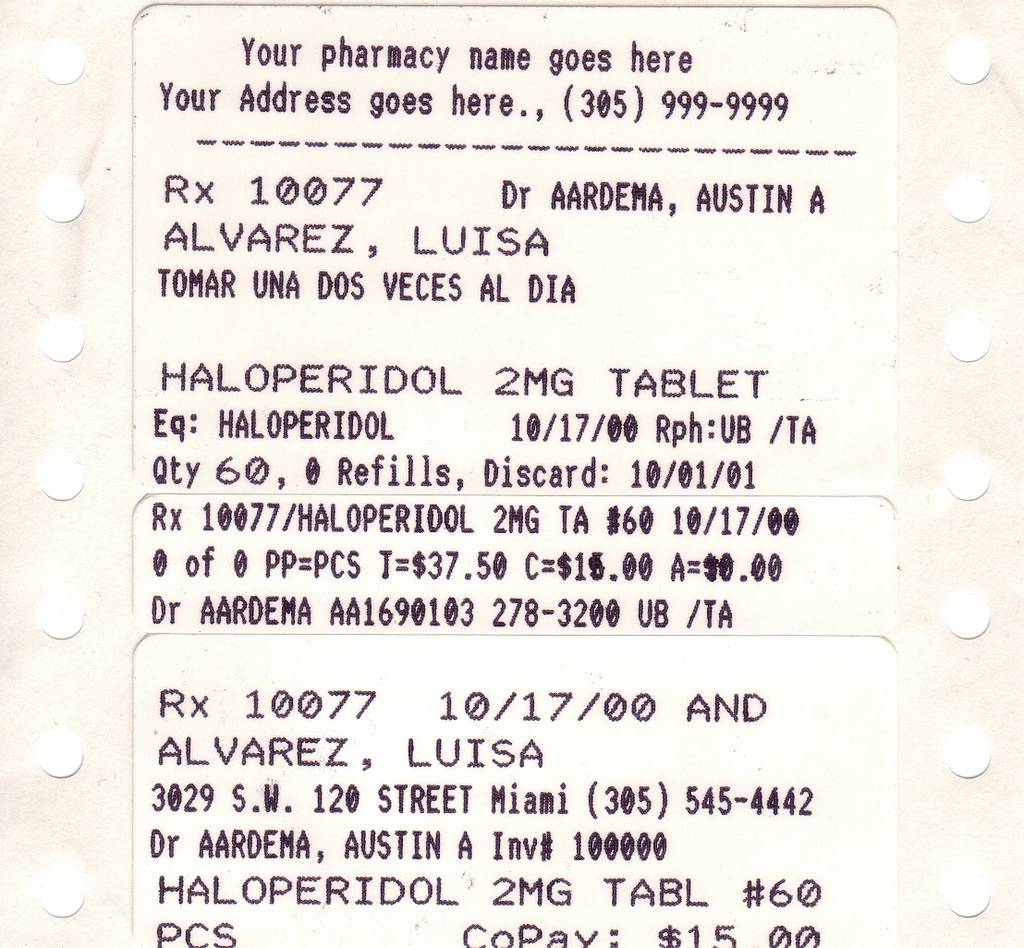 Your pharmacy name goes here
Your Address goes here., (305) 999-9999
Rx 10077 Dr AARDEMA, AUSTIN A
ALVAREZ, LUISA
TOMAR UNA DOS VECES AL DIA
HALOPERIDOL 2MG TABLET
Eq: HALOPERIDOL 10/17/00 Rph:UB /TA
Qty 60, 0 Refills, Discard: 10/01/01
Rx 10077/HALOPERIDOL 2MG TA #60 10/17/00
0 of 0 PP=PCS T=$37.50 C=$15.00 A=$0.00
Dr AARDEMA AA1690103 278-3200 UB /TA
Rx 10077 10/17/00 AND
ALVAREZ, LUISA
3029 S.W. 120 STREET Miami (305) 545-4442
Dr AARDEMA, AUSTIN A Inv# 100000
HALOPERIDOL 2MG TABL #60
PCS CoPay: $15.00